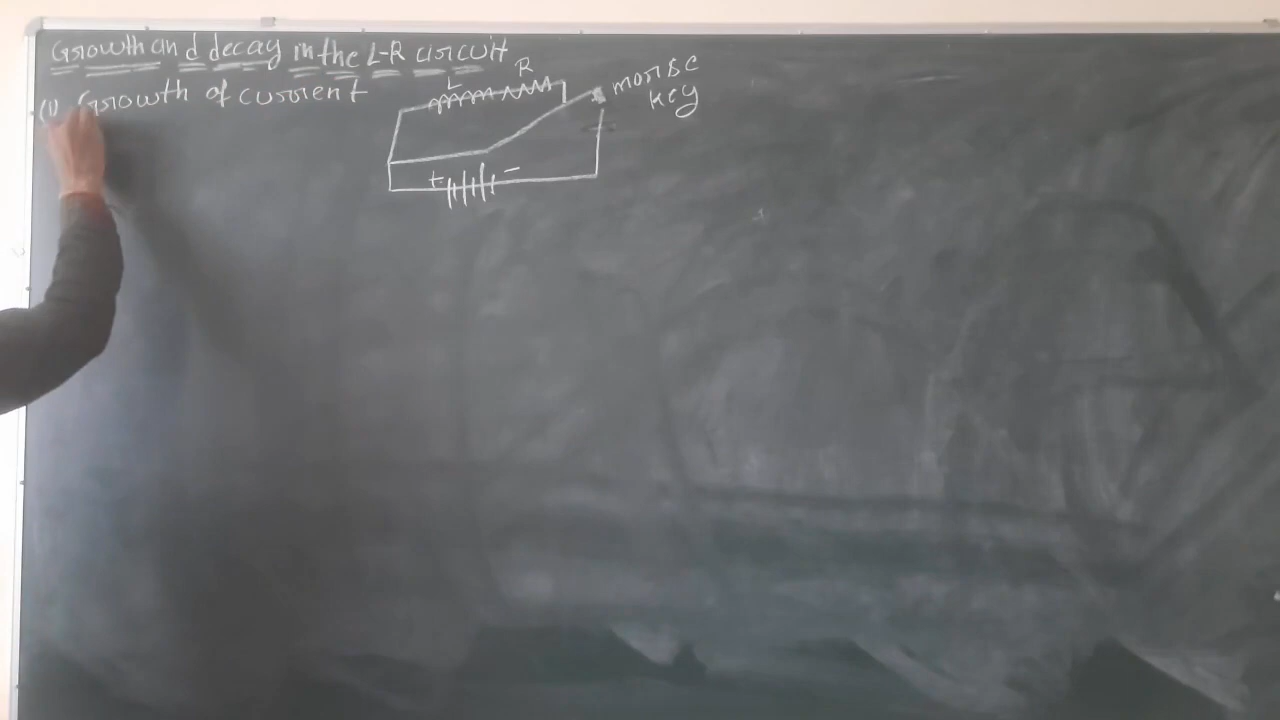 Growth and decay in the L-R circuit
(1) Growth of current
L
R
morse
key
+ -